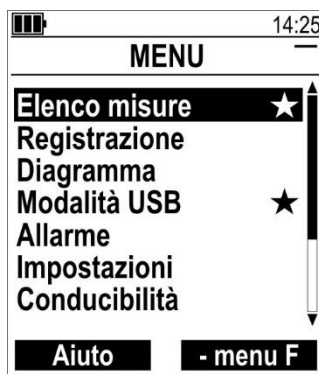 14:25
MENU
Elenco misure
Registrazione
Diagramma
Modalità USB
Allarme
Impostazioni
Conducibilità
Aiuto - menu F